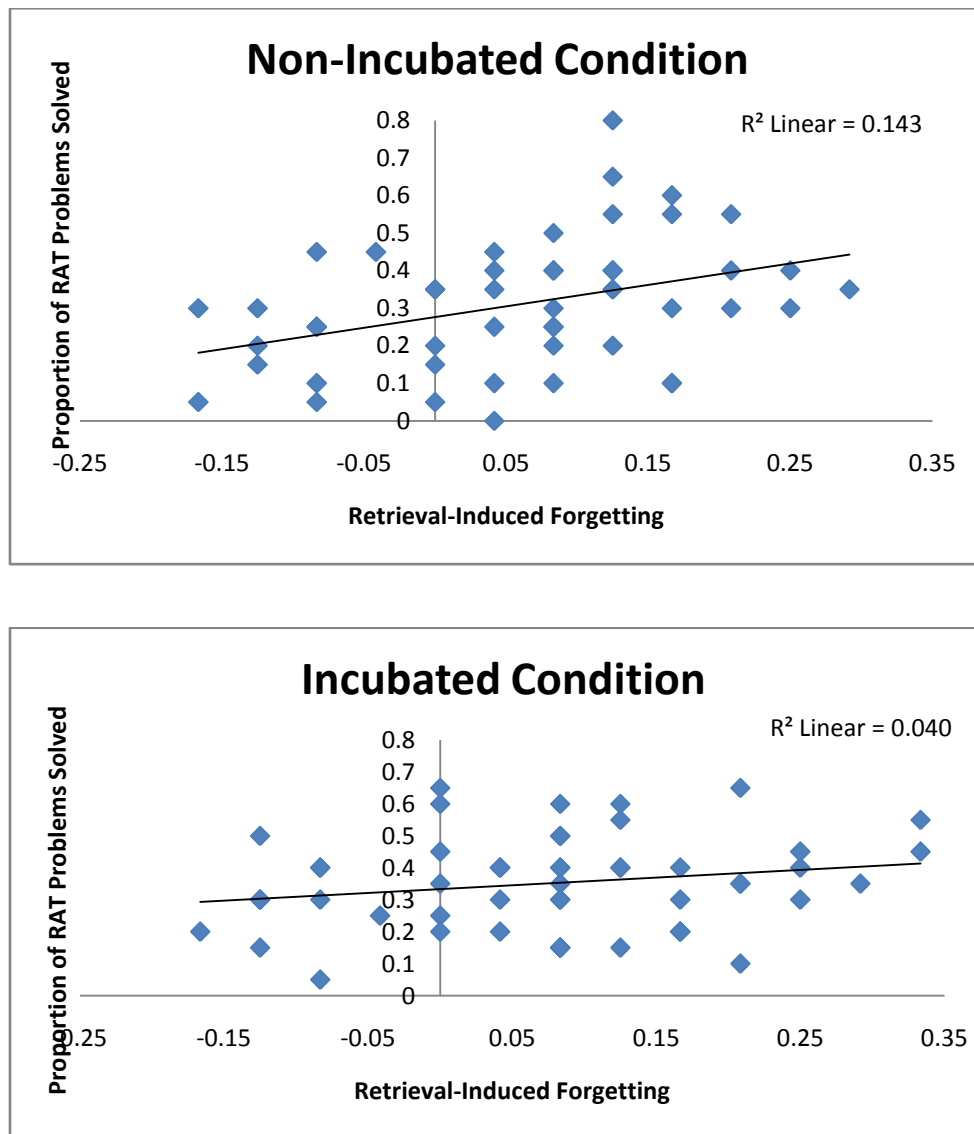 Non-Incubated Condition
R² Linear = 0.143
Proportion of RAT Problems Solved
0.8
0.7
0.6
0.5
0.4
0.3
0.2
0.1
0
-0.25 -0.15 -0.05 0.05 0.15 0.25 0.35
Retrieval-Induced Forgetting
Incubated Condition
R² Linear = 0.040
Proportion of RAT Problems Solved
0.8
0.7
0.6
0.5
0.4
0.3
0.2
0.1
0
0.25 -0.15 -0.05 0.05 0.15 0.25 0.35
Retrieval-Induced Forgetting